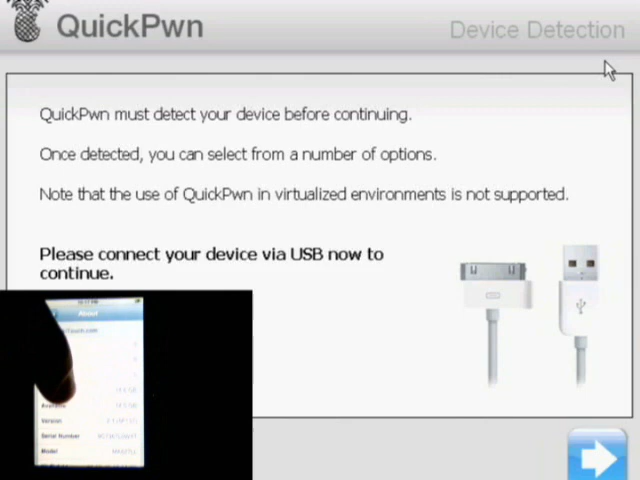 QuickPwn
Device Detection
QuickPwn must detect your device before continuing.
Once detected, you can select from a number of options.
Note that the use of QuickPwn in virtualized environments is not supported.
Please connect your device via USB now to
continue.
About
Available
Version
Serial Number
Model